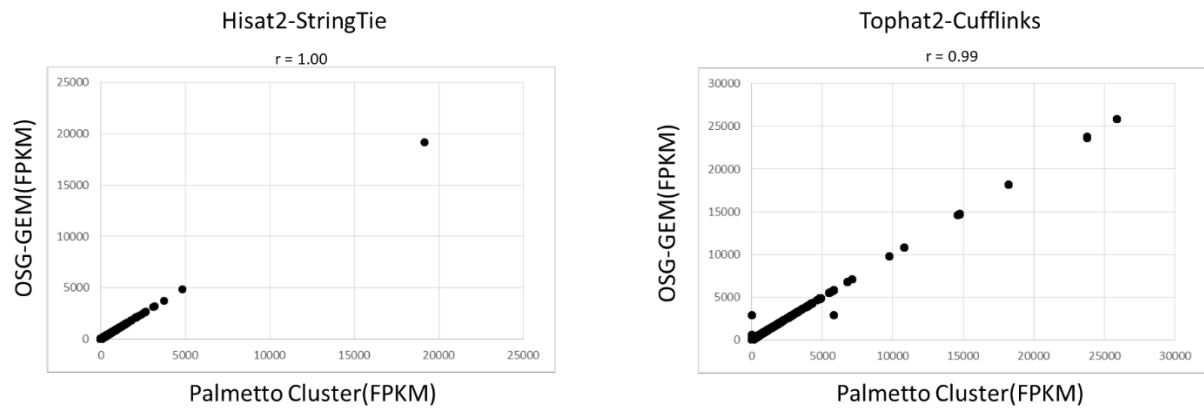 Hisat2-StringTie
r = 1.00
25000
20000
15000
10000
5000
0
0 5000 10000 15000 20000 25000
OSG-GEM(FPKM)
Palmetto Cluster(FPKM)
Tophat2-Cufflinks
r = 0.99
30000
25000
20000
15000
10000
5000
0
0 5000 10000 15000 20000 25000 30000
OSG-GEM(FPKM)
Palmetto Cluster(FPKM)